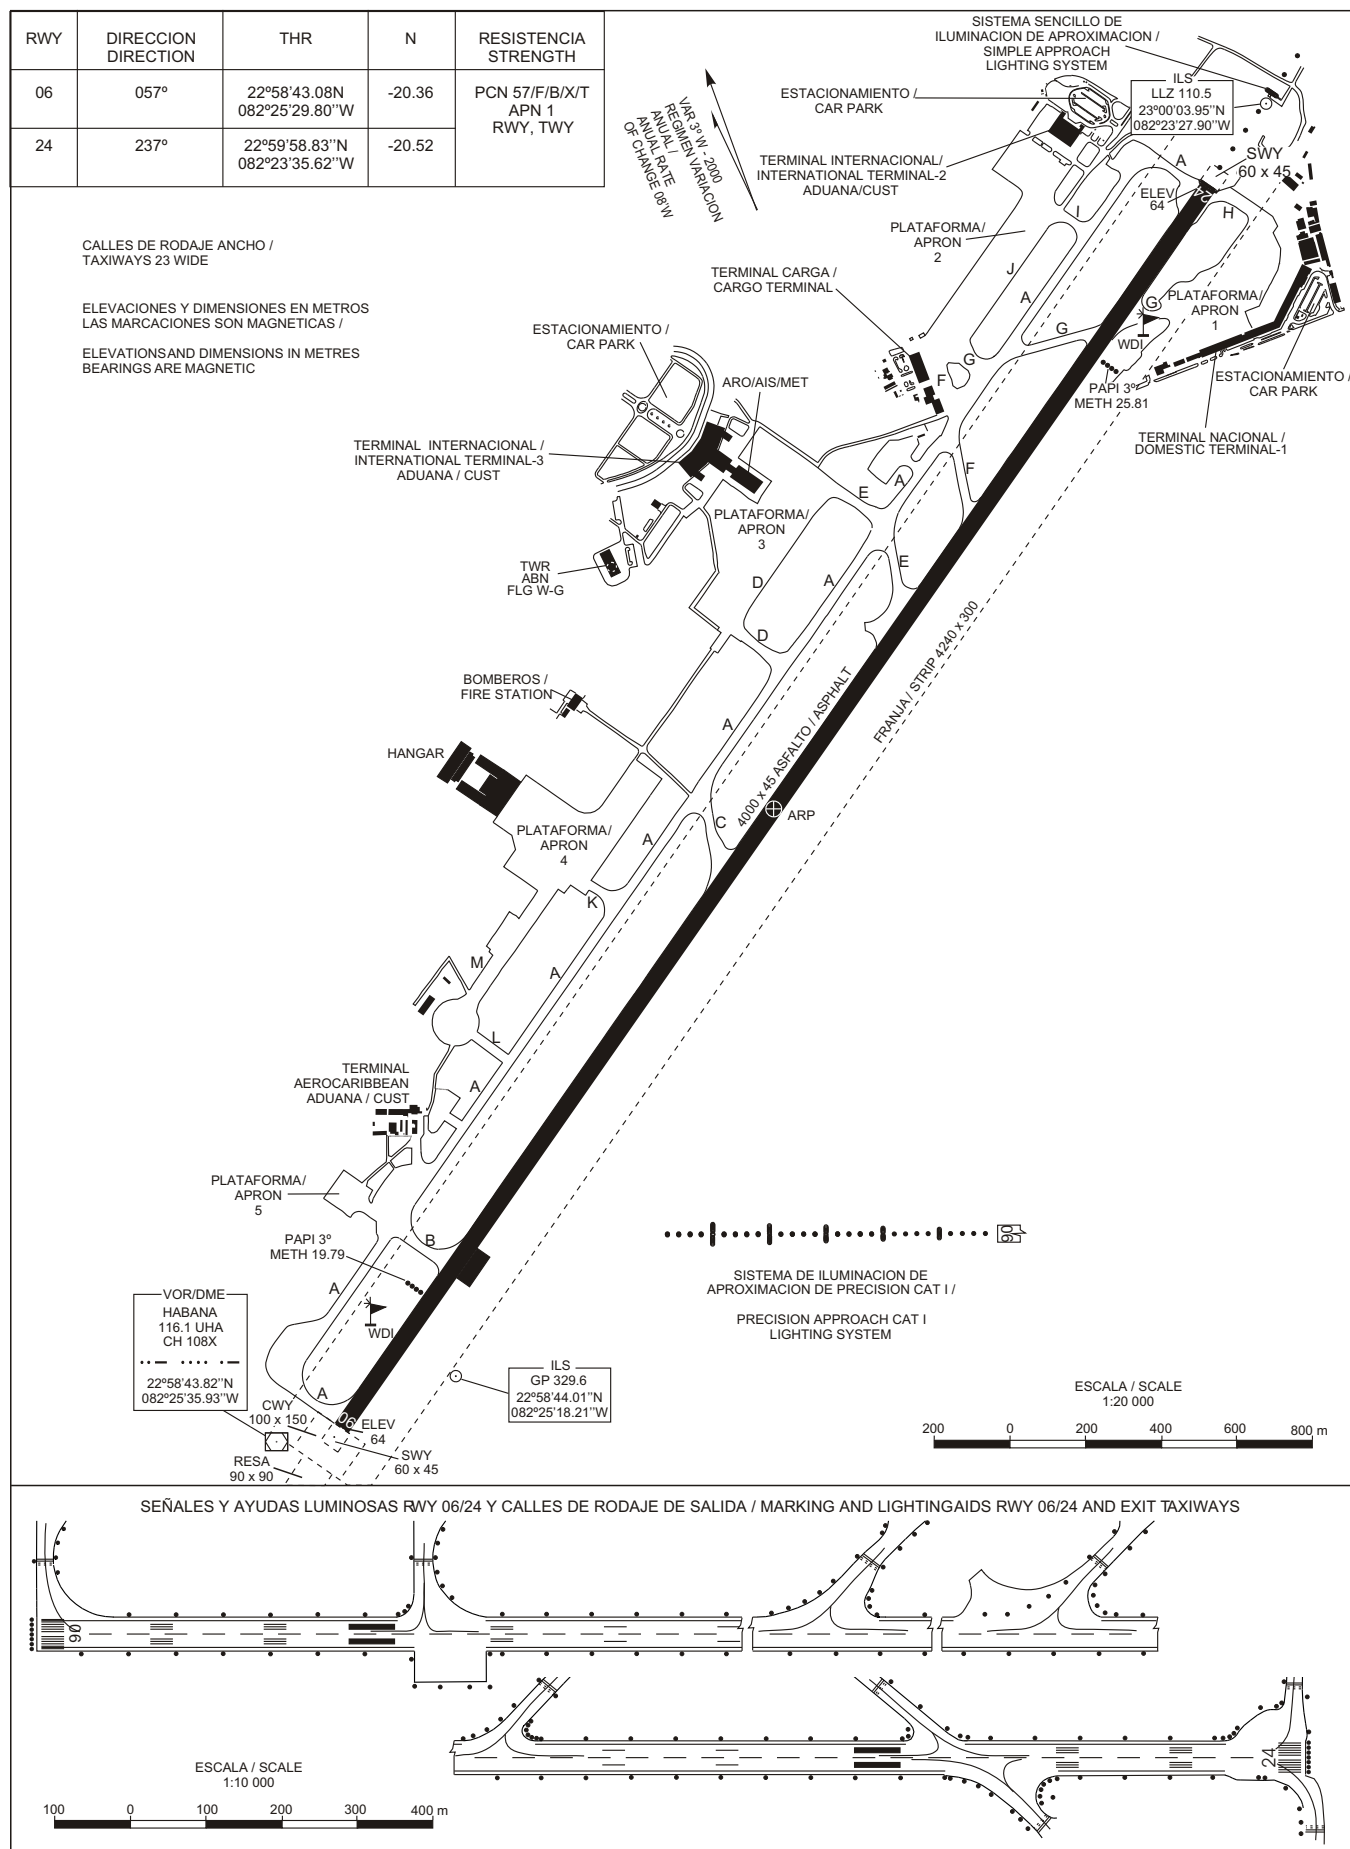 RWY
DIRECCION
DIRECTION
THR
N
RESISTENCIA
STRENGTH
06
057º
22º58'43.08N
082º25'29.80''W
-20.36
PCN 57/F/B/X/T
APN 1
RWY, TWY
24
237º
22º59'58.83''N
082º23'35.62''W
-20.52
CALLES DE RODAJE ANCHO /
TAXIWAYS 23 WIDE
ELEVACIONES Y DIMENSIONES EN METROS
LAS MARCACIONES SON MAGNETICAS /
ELEVATIONSAND DIMENSIONS IN METRES
BEARINGS ARE MAGNETIC
VAR 3º W - 2000
REGIMEN VARIACION
ANUAL /
ANUAL RATE
OF CHANGE 08'W
SISTEMA SENCILLO DE
ILUMINACION DE APROXIMACION /
SIMPLE APPROACH
LIGHTING SYSTEM
ESTACIONAMIENTO /
CAR PARK
ILS
LLZ 110.5
23º00'03.95''N
082º23'27.90''W
TERMINAL INTERNACIONAL/
INTERNATIONAL TERMINAL-2
ADUANA/CUST
A
SWY
60 x 45
ELEV
64
24
H
I
PLATAFORMA/
APRON
2
J
A
TERMINAL CARGA /
CARGO TERMINAL
G
PLATAFORMA/
APRON
1
G
WDI
ESTACIONAMIENTO /
CAR PARK
ESTACIONAMIENTO /
CAR PARK
G
F
PAPI 3º
METH 25.81
ARO/AIS/MET
TERMINAL NACIONAL /
DOMESTIC TERMINAL-1
TERMINAL INTERNACIONAL /
INTERNATIONAL TERMINAL-3
ADUANA / CUST
F
E
A
PLATAFORMA/
APRON
3
TWR
ABN
FLG W-G
E
D
A
D
FRANJA / STRIP 4240 x 300
4000 x 45 ASFALTO / ASPHALT
BOMBEROS /
FIRE STATION
A
HANGAR
ARP
C
PLATAFORMA/
APRON
4
A
K
M
A
L
TERMINAL
AEROCARIBBEAN
ADUANA / CUST
A
PLATAFORMA/
APRON
5
PAPI 3º
METH 19.79
B
A
WDI
VOR/DME
HABANA
116.1 UHA
CH 108X
22º58'43.82''N
082º25'35.93''W
A
CWY
100 x 150
06
ELEV
64
SWY
60 x 45
RESA
90 x 90
ILS
GP 329.6
22º58'44.01''N
082º25'18.21''W
06
SISTEMA DE ILUMINACION DE
APROXIMACION DE PRECISION CAT I /
PRECISION APPROACH CAT I
LIGHTING SYSTEM
ESCALA / SCALE
1:20 000
200 0 200 400 600 800 m
SEÑALES Y AYUDAS LUMINOSAS RWY 06/24 Y CALLES DE RODAJE DE SALIDA / MARKING AND LIGHTINGAIDS RWY 06/24 AND EXIT TAXIWAYS
06
24
ESCALA / SCALE
1:10 000
100 0 100 200 300 400 m